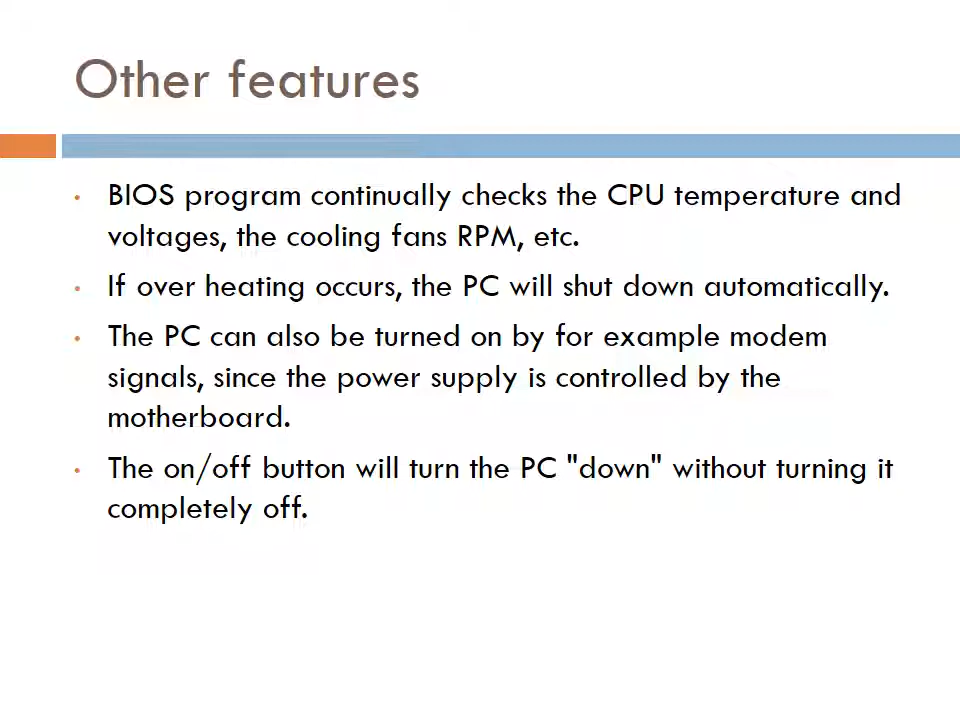 Other features
• BIOS program continually checks the CPU temperature and
voltages, the cooling fans RPM, etc.
• If over heating occurs, the PC will shut down automatically.
• The PC can also be turned on by for example modem
signals, since the power supply is controlled by the
motherboard.
• The on/off button will turn the PC "down" without turning it
completely off.